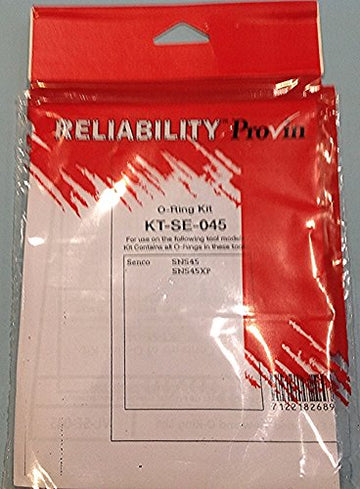 RELIABILITY Provin
O-Ring Kit
KT-SE-045
For use on the following tool models
Kit Contains all O-rings in these tool
Senco SNS45
SNS45XP
7122182689